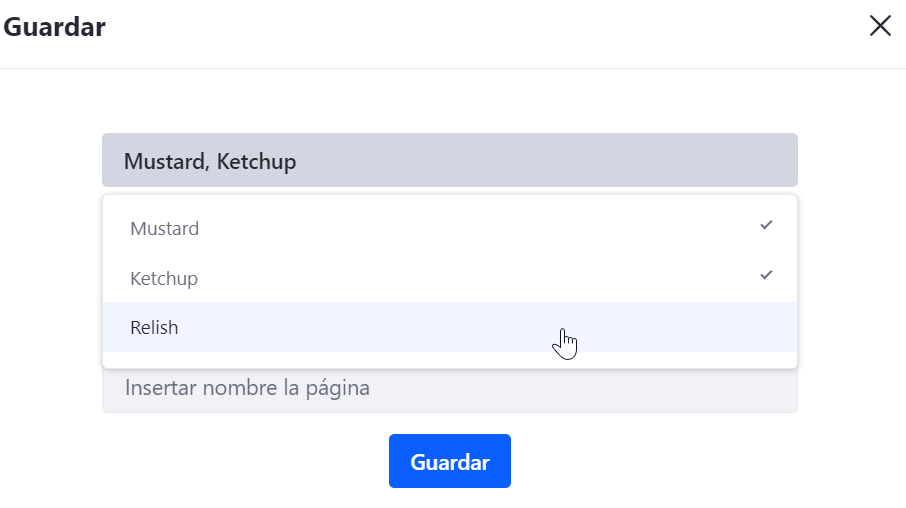 Guardar
Mustard, Ketchup
Mustard
Ketchup
Relish
Insertar nombre la página
Guardar